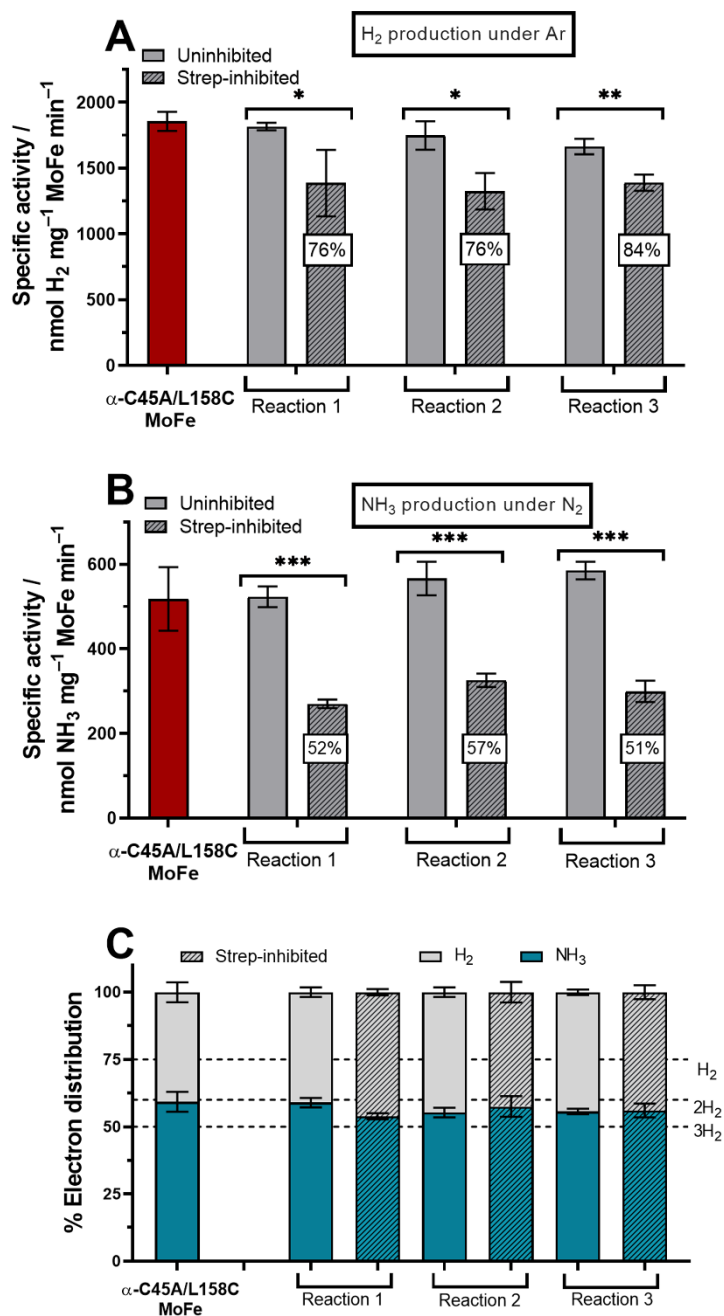 A
H₂ production under Ar
Uninhibited
Strep-inhibited
Specific activity /
nmol H₂ mg⁻¹ MoFe min⁻¹
2000
1500
1000
500
0
*
*
**
76%
76%
84%
α-C45A/L158C
MoFe
Reaction 1
Reaction 2
Reaction 3
B
NH₃ production under N₂
Uninhibited
Strep-inhibited
Specific activity /
nmol NH₃ mg⁻¹ MoFe min⁻¹
600
400
200
0
***
***
***
52%
57%
51%
α-C45A/L158C
MoFe
Reaction 1
Reaction 2
Reaction 3
C
Strep-inhibited
H₂
NH₃
% Electron distribution
100
75
50
25
0
H₂
2H₂
3H₂
α-C45A/L158C
MoFe
Reaction 1
Reaction 2
Reaction 3